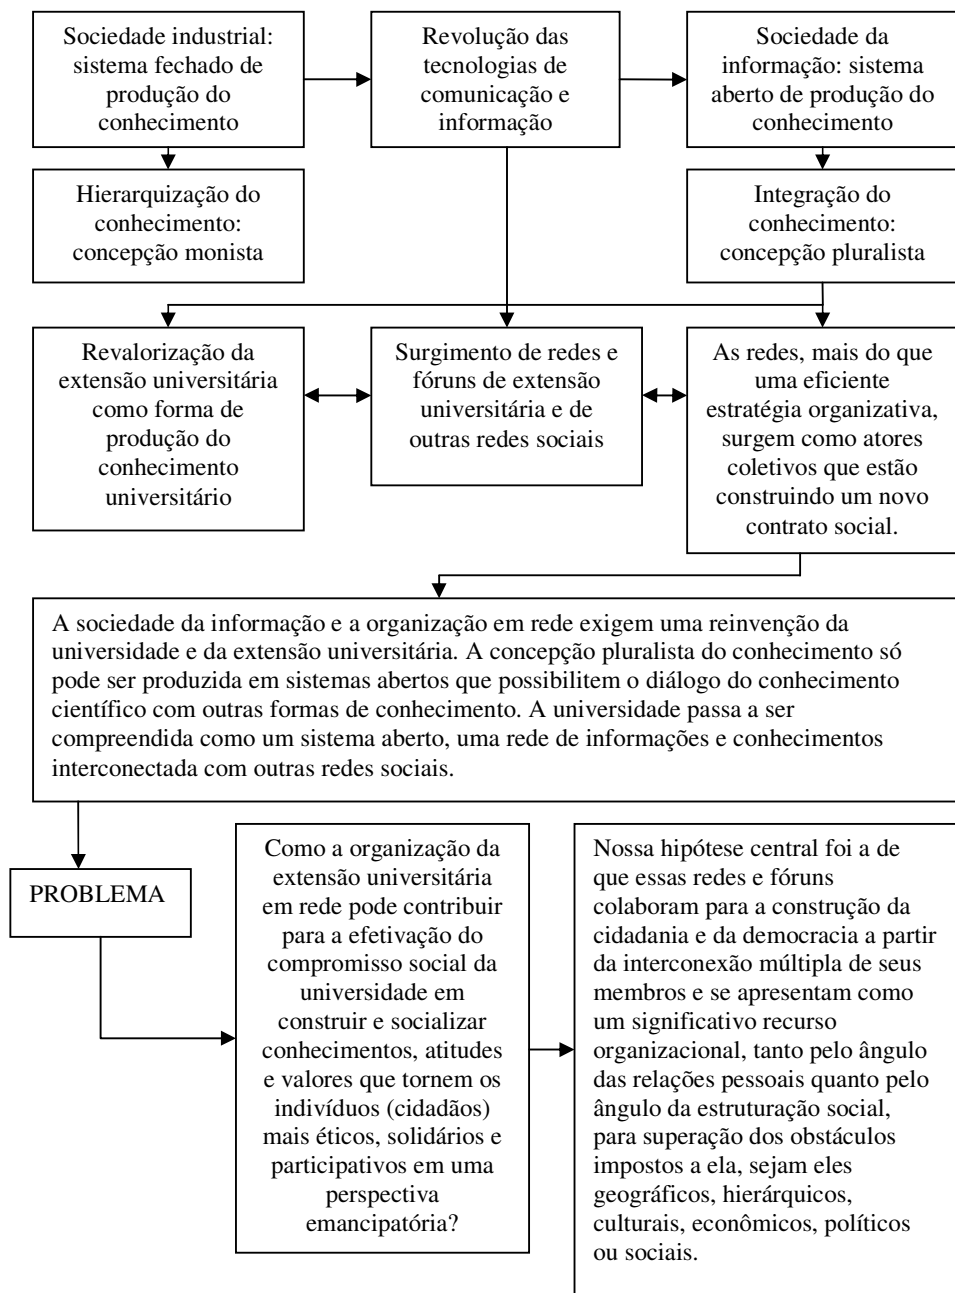 Sociedade industrial:
sistema fechado de
produção do
conhecimento
Revolução das
tecnologias de
comunicação e
informação
Sociedade da
informação: sistema
aberto de produção do
conhecimento
Hierarquização do
conhecimento:
concepção monista
Integração do
conhecimento:
concepção pluralista
Revalorização da
extensão universitária
como forma de
produção do
conhecimento
universitário
Surgimento de redes e
fóruns de extensão
universitária e de
outras redes sociais
As redes, mais do que
uma eficiente
estratégia organizativa,
surgem como atores
coletivos que estão
construindo um novo
contrato social.
A sociedade da informação e a organização em rede exigem uma reinvenção da
universidade e da extensão universitária. A concepção pluralista do conhecimento só
pode ser produzida em sistemas abertos que possibilitem o diálogo do conhecimento
científico com outras formas de conhecimento. A universidade passa a ser
compreendida como um sistema aberto, uma rede de informações e conhecimentos
interconectada com outras redes sociais.
PROBLEMA
Como a organização da
extensão universitária
em rede pode contribuir
para a efetivação do
compromisso social da
universidade em
construir e socializar
conhecimentos, atitudes
e valores que tornem os
indivíduos (cidadãos)
mais éticos, solidários e
participativos em uma
perspectiva
emancipatória?
Nossa hipótese central foi a de
que essas redes e fóruns
colaboram para a construção da
cidadania e da democracia a partir
da interconexão múltipla de seus
membros e se apresentam como
um significativo recurso
organizacional, tanto pelo ângulo
das relações pessoais quanto pelo
ângulo da estruturação social,
para superação dos obstáculos
impostos a ela, sejam eles
geográficos, hierárquicos,
culturais, econômicos, políticos
ou sociais.